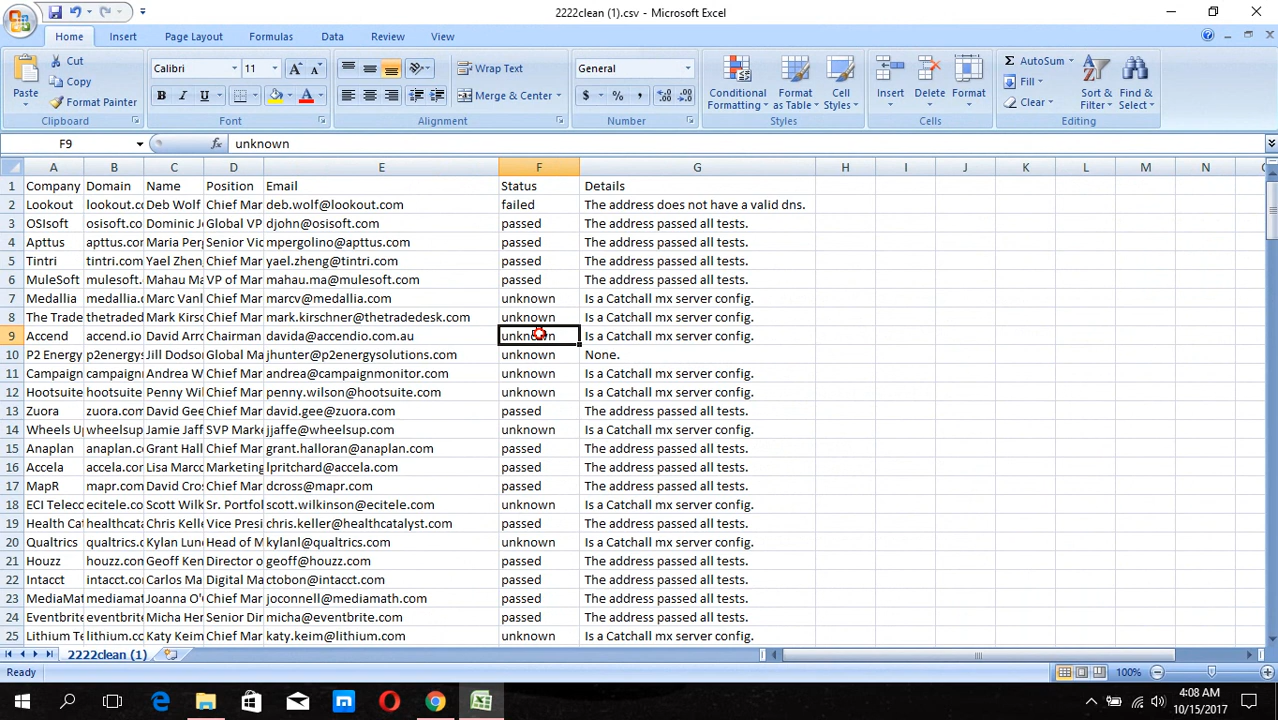 2222clean (1).csv - Microsoft Excel
Home Insert Page Layout Formulas Data Review View
Paste Cut Copy Format Painter Clipboard
Calibri 11 A A B I U A Font
Wrap Text Merge & Center Alignment
General $ % , Number
Conditional Formatting Format as Table Cell Styles Styles
Insert Delete Format Cells
Σ AutoSum Fill Clear Sort & Filter Find & Select Editing
F9 fx unknown
A B C D E F G H I J K L M N
1 Company Domain Name Position Email Status Details
2 Lookout lookout.c Deb Wolf Chief Mar deb.wolf@lookout.com failed The address does not have a valid dns.
3 OSIsoft osisoft.co Dominic J Global VP djohn@osisoft.com passed The address passed all tests.
4 Apttus apttus.com Maria Per Senior Vic mpergolino@apttus.com passed The address passed all tests.
5 Tintri tintri.com Yael Zhen Chief Mar yael.zheng@tintri.com passed The address passed all tests.
6 MuleSoft mulesoft. Mahau Ma VP of Mar mahau.ma@mulesoft.com passed The address passed all tests.
7 Medallia medallia.c Marc Vanl Chief Mar marcv@medallia.com unknown Is a Catchall mx server config.
8 The Trade thetraded Mark Kirsc Chief Mar mark.kirschner@thetradedesk.com unknown Is a Catchall mx server config.
9 Accend accend.io David Arro Chairman davida@accendio.com.au unknown Is a Catchall mx server config.
10 P2 Energy p2energys Jill Dodson Global Ma jhunter@p2energysolutions.com unknown None.
11 Campaign campaignm Andrea W Chief Mar andrea@campaignmonitor.com unknown Is a Catchall mx server config.
12 Hootsuite hootsuite. Penny Wil Chief Mar penny.wilson@hootsuite.com unknown Is a Catchall mx server config.
13 Zuora zuora.com David Gee Chief Mar david.gee@zuora.com passed The address passed all tests.
14 Wheels Up wheelsup. Jamie Jaff SVP Marke jjaffe@wheelsup.com unknown Is a Catchall mx server config.
15 Anaplan anaplan.c Grant Hall Chief Mar grant.halloran@anaplan.com passed The address passed all tests.
16 Accela accela.com Lisa Marco Marketing lpritchard@accela.com passed The address passed all tests.
17 MapR mapr.com David Cros Chief Mar dcross@mapr.com passed The address passed all tests.
18 ECI Teleco ecitele.co Scott Wilk Sr. Portfol scott.wilkinson@ecitele.com unknown Is a Catchall mx server config.
19 Health Cat healthcata Chris Kelle Vice Presi chris.keller@healthcatalyst.com passed The address passed all tests.
20 Qualtrics qualtrics.c Kylan Lund Head of M kylanl@qualtrics.com unknown Is a Catchall mx server config.
21 Houzz houzz.com Geoff Ken Director o geoff@houzz.com passed The address passed all tests.
22 Intacct intacct.com Carlos Ma Digital Ma ctobon@intacct.com passed The address passed all tests.
23 MediaMat mediamat Joanna O'C Chief Mar joconnell@mediamath.com passed The address passed all tests.
24 Eventbrite eventbrite Micha Her Senior Dir micha@eventbrite.com passed The address passed all tests.
25 Lithium Te lithium.co Katy Keim Chief Mar katy.keim@lithium.com unknown Is a Catchall mx server config.
2222clean (1)
Ready 100%
4:08 AM
10/15/2017